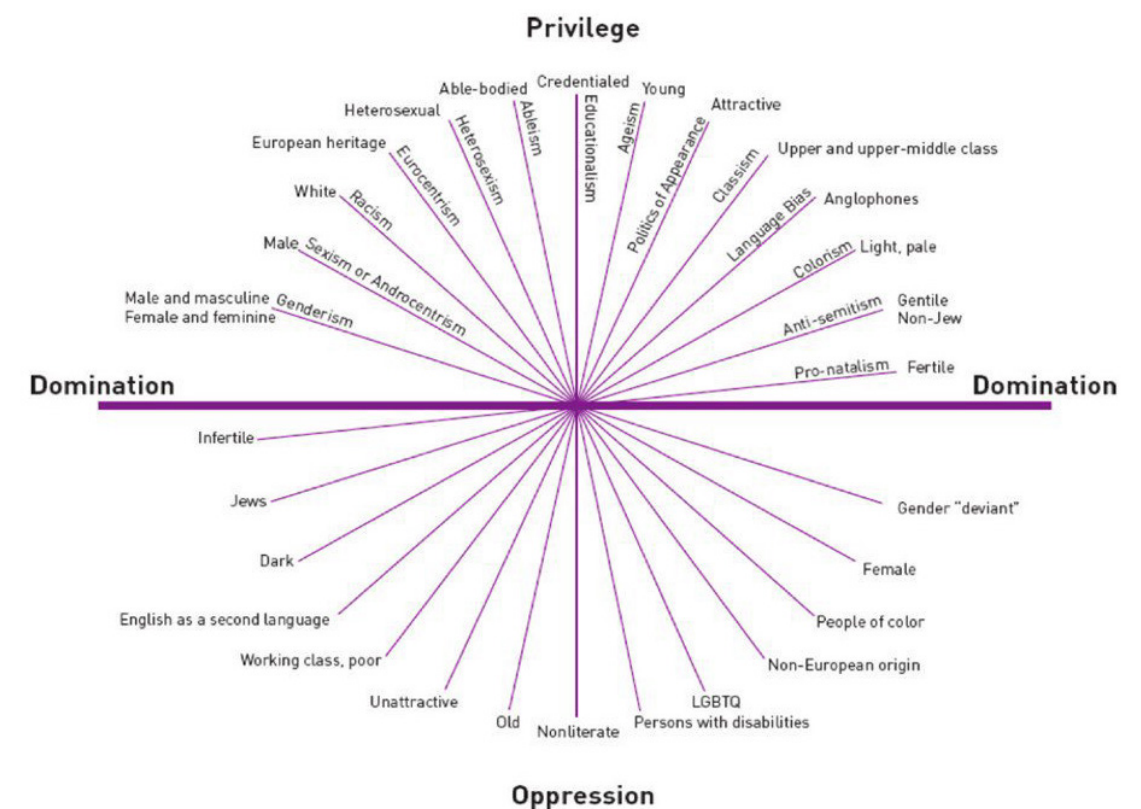 Privilege
Credentialed
Able-bodied
Young
Attractive
Heterosexual
European heritage
Upper and upper-middle class
White
Anglophones
Male
Light, pale
Male and masculine
Female and feminine
Gentile
Non-Jew
Fertile
Genderism
Sexism or Androcentrism
Racism
Eurocentrism
Heterosexism
Ableism
Educationalism
Ageism
Politics of Appearance
Classism
Language Bias
Colorism
Anti-semitism
Pro-natalism
Domination
Domination
Infertile
Jews
Dark
English as a second language
Working class, poor
Unattractive
Old
Nonliterate
Persons with disabilities
LGBTQ
Non-European origin
People of color
Female
Gender "deviant"
Oppression